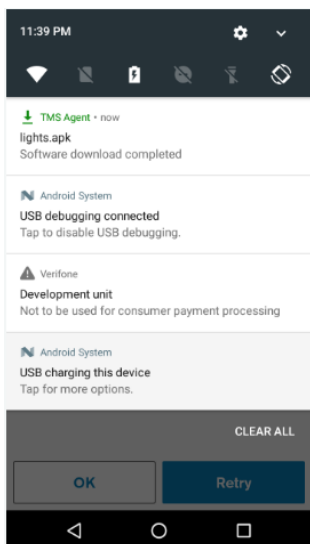 11:39 PM
TMS Agent • now
lights.apk
Software download completed
Android System
USB debugging connected
Tap to disable USB debugging.
Verifone
Development unit
Not to be used for consumer payment processing
Android System
USB charging this device
Tap for more options.
CLEAR ALL
OK
Retry